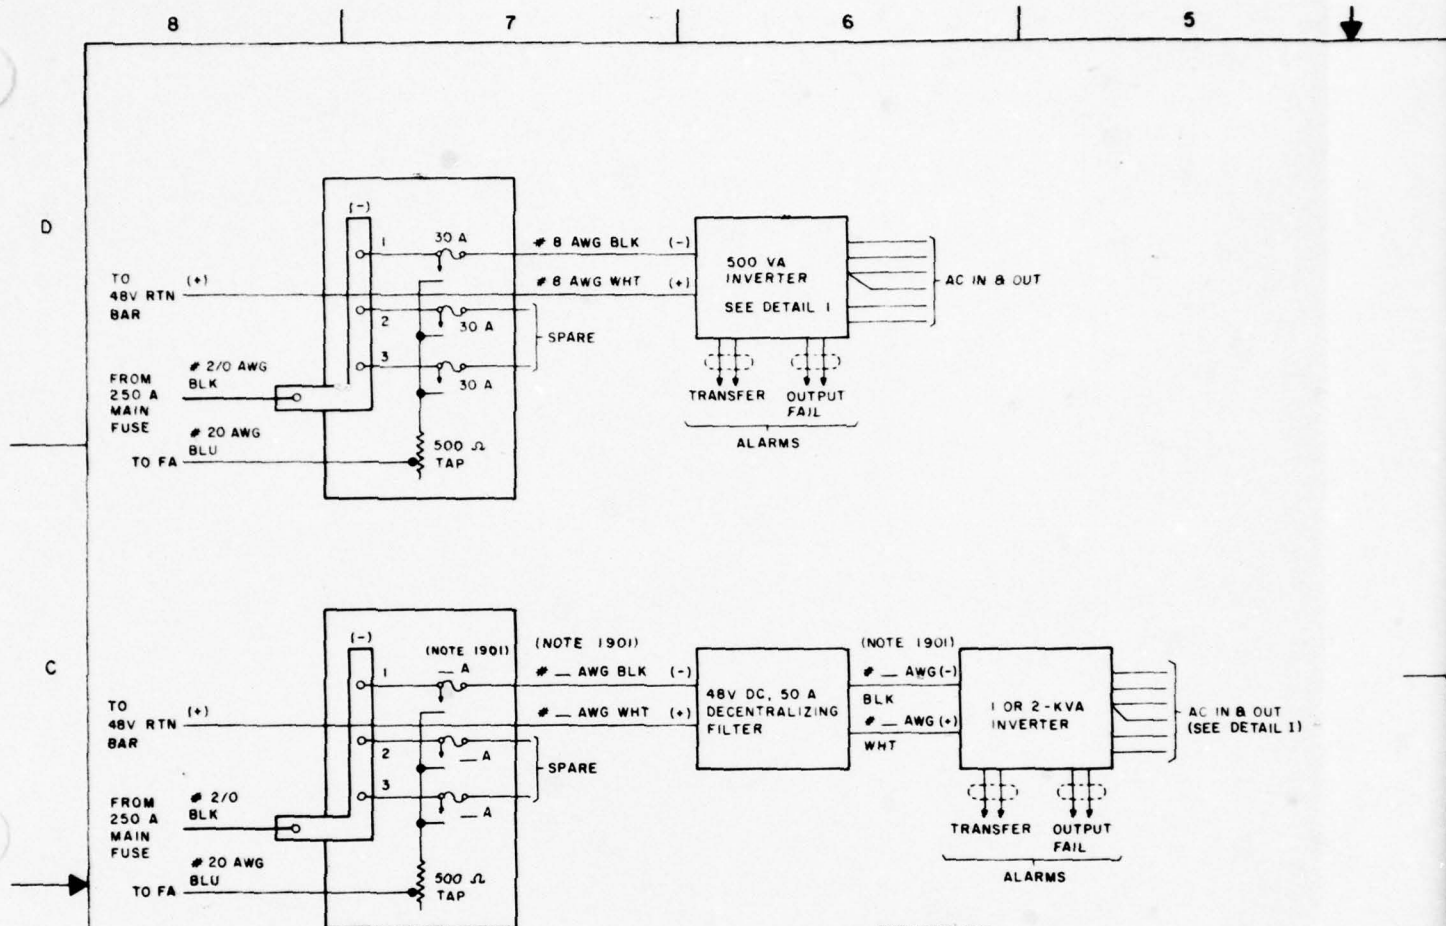 8 7 6 5
D
(-)
1
30 A
# 8 AWG BLK (-)
500 VA
INVERTER
SEE DETAIL 1
AC IN & OUT
TO
48V RTN
BAR
(+)
# 8 AWG WHT (+)
2
30 A
SPARE
3
30 A
# 2/0 AWG
BLK
FROM
250 A
MAIN
FUSE
# 20 AWG
BLU
TO FA
500 Ω
TAP
TRANSFER
OUTPUT
FAIL
ALARMS
C
(-)
1
(NOTE 1901)
_ A
(NOTE 1901)
# _ AWG BLK (-)
48V DC, 50 A
DECENTRALIZING
FILTER
(NOTE 1901)
# _ AWG (-)
BLK
# _ AWG (+)
WHT
1 OR 2-KVA
INVERTER
AC IN & OUT
(SEE DETAIL 1)
TO
48V RTN
BAR
(+)
# _ AWG WHT (+)
2
_ A
SPARE
3
_ A
# 2/0
BLK
FROM
250 A
MAIN
FUSE
# 20 AWG
BLU
TO FA
500 Ω
TAP
TRANSFER
OUTPUT
FAIL
ALARMS